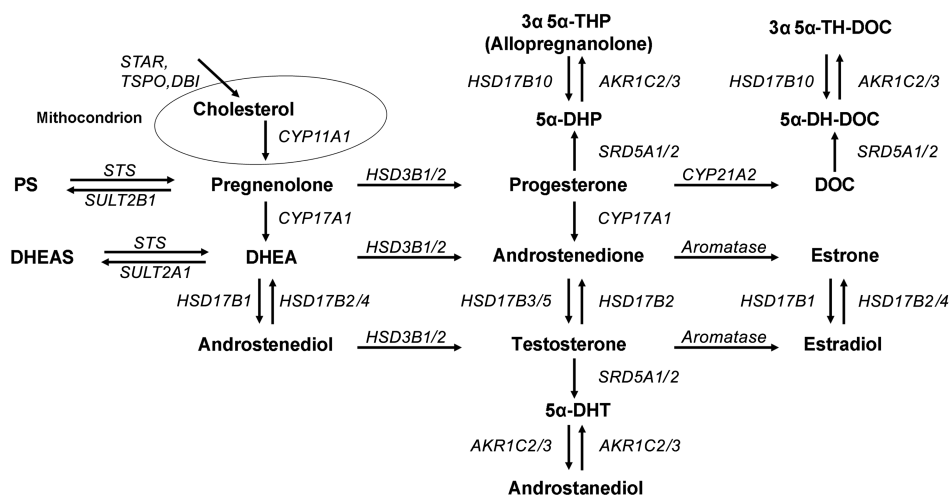 3α 5α-THP
(Allopregnanolone)
3α 5α-TH-DOC
STAR,
TSPO,DBI
HSD17B10
AKR1C2/3
HSD17B10
AKR1C2/3
Mithocondrion
Cholesterol
5α-DHP
5α-DH-DOC
CYP11A1
SRD5A1/2
SRD5A1/2
PS
STS
SULT2B1
Pregnenolone
HSD3B1/2
Progesterone
CYP21A2
DOC
CYP17A1
CYP17A1
DHEAS
STS
SULT2A1
DHEA
HSD3B1/2
Androstenedione
Aromatase
Estrone
HSD17B1
HSD17B2/4
HSD17B3/5
HSD17B2
HSD17B1
HSD17B2/4
Androstenediol
HSD3B1/2
Testosterone
Aromatase
Estradiol
SRD5A1/2
5α-DHT
AKR1C2/3
AKR1C2/3
Androstanediol